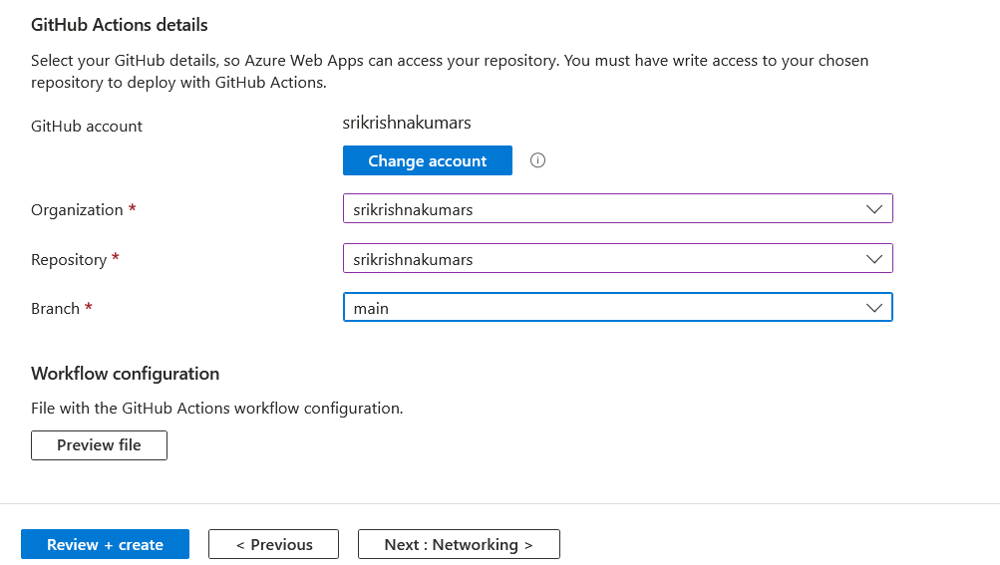 GitHub Actions details
Select your GitHub details, so Azure Web Apps can access your repository. You must have write access to your chosen
repository to deploy with GitHub Actions.
GitHub account
srikrishnakumars
Change account
Organization *
srikrishnakumars
Repository *
srikrishnakumars
Branch *
main
Workflow configuration
File with the GitHub Actions workflow configuration.
Preview file
Review + create
< Previous
Next : Networking >